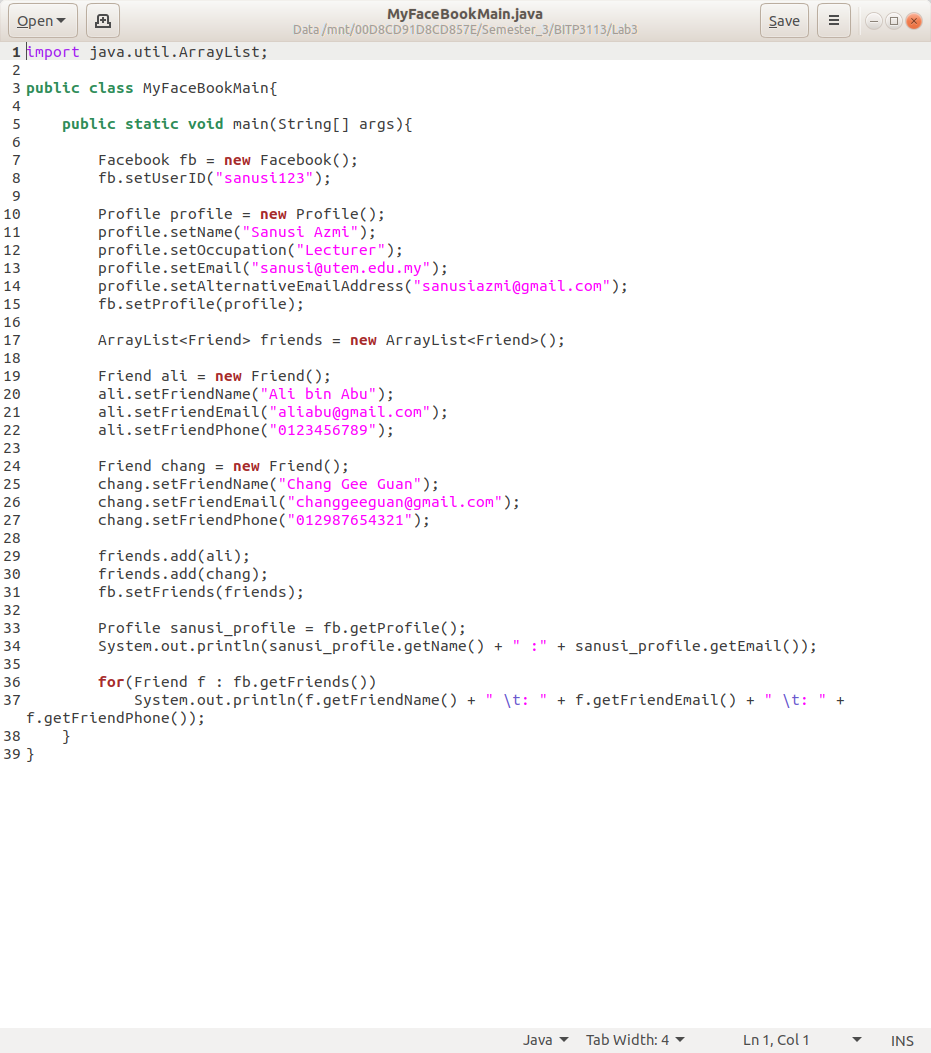 Open
MyFaceBookMain.java
Data /mnt/00D8CD91D8CD857E/Semester_3/BITP3113/Lab3
Save
1 import java.util.ArrayList;
2
3 public class MyFaceBookMain{
4
5     public static void main(String[] args){
6
7         Facebook fb = new Facebook();
8         fb.setUserID("sanusi123");
9
10         Profile profile = new Profile();
11         profile.setName("Sanusi Azmi");
12         profile.setOccupation("Lecturer");
13         profile.setEmail("sanusi@utem.edu.my");
14         profile.setAlternativeEmailAddress("sanusiazmi@gmail.com");
15         fb.setProfile(profile);
16
17         ArrayList<Friend> friends = new ArrayList<Friend>();
18
19         Friend ali = new Friend();
20         ali.setFriendName("Ali bin Abu");
21         ali.setFriendEmail("aliabu@gmail.com");
22         ali.setFriendPhone("0123456789");
23
24         Friend chang = new Friend();
25         chang.setFriendName("Chang Gee Guan");
26         chang.setFriendEmail("changgeeguan@gmail.com");
27         chang.setFriendPhone("012987654321");
28
29         friends.add(ali);
30         friends.add(chang);
31         fb.setFriends(friends);
32
33         Profile sanusi_profile = fb.getProfile();
34         System.out.println(sanusi_profile.getName() + " :" + sanusi_profile.getEmail());
35
36         for(Friend f : fb.getFriends())
37             System.out.println(f.getFriendName() + " \t: " + f.getFriendEmail() + " \t: " +
f.getFriendPhone());
38     }
39 }
Java Tab Width: 4 Ln 1, Col 1 INS